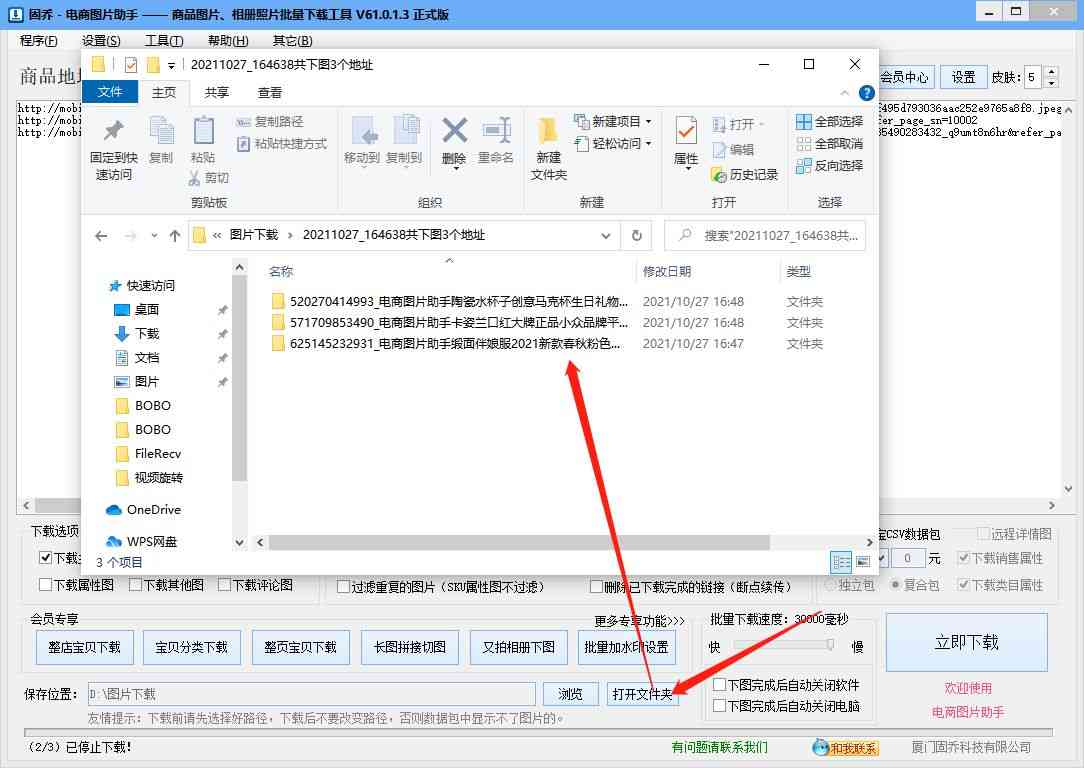 固乔 - 电商图片助手 —— 商品图片、相册照片批量下载工具 V61.0.1.3 正式版
程序(F) 设置(S) 工具(T) 帮助(H) 其它(B)
20211027_164638共下图3个地址
商品地
会员中心 设置 皮肤: 5
文件 主页 共享 查看
http://mobi
http://mobi
http://mobi
f495d793036aac252e9765a8f8.jpeg
fer_page_sn=10002
复制路径
粘贴快捷方式
固定到快速访问
复制
粘贴
剪切
移动到 复制到 删除 重命名
新建文件夹
新建项目
轻松访问
属性
打开
编辑
历史记录
全部选择
全部取消
反向选择
剪贴板 组织 新建 打开 选择
« 图片下载 › 20211027_164638共下图3个地址
搜索"20211027_164638共...
名称 修改日期 类型
520270414993_电商图片助手陶瓷水杯子创意马克杯生日礼物... 2021/10/27 16:48 文件夹
571709853490_电商图片助手卡姿兰口红大牌正品小众品牌平... 2021/10/27 16:48 文件夹
625145232931_电商图片助手缎面伴娘服2021新款春秋粉色... 2021/10/27 16:47 文件夹
快速访问
桌面
下载
文档
图片
BOBO
BOBO
FileRecv
视频旋转
OneDrive
WPS网盘
3 个项目
下载选项
CSV数据包 远程详情图
下载
0 元 下载销售属性
下载属性图 下载其他图 下载评论图 过滤重复的图片（SKU属性图不过滤） 删除已下载完成的链接（断点续传） 独立包 复合包 下载类目属性
会员专享 更多专享功能>>>
批量下载速度：30000毫秒
整店宝贝下载 宝贝分类下载 整页宝贝下载 长图拼接切图 又拍相册下图 批量加水印设置
快 慢
立即下载
保存位置： D:\图片下载 浏览 打开文件夹
下图完成后自动关闭软件
下图完成后自动关闭电脑
欢迎使用
电商图片助手
友情提示：下载前请先选择好路径，下载后不要改变路径，否则数据包中显示不了图片的。
(2/3) 已停止下载!
有问题请联系我们 和我联系 厦门固乔科技有限公司